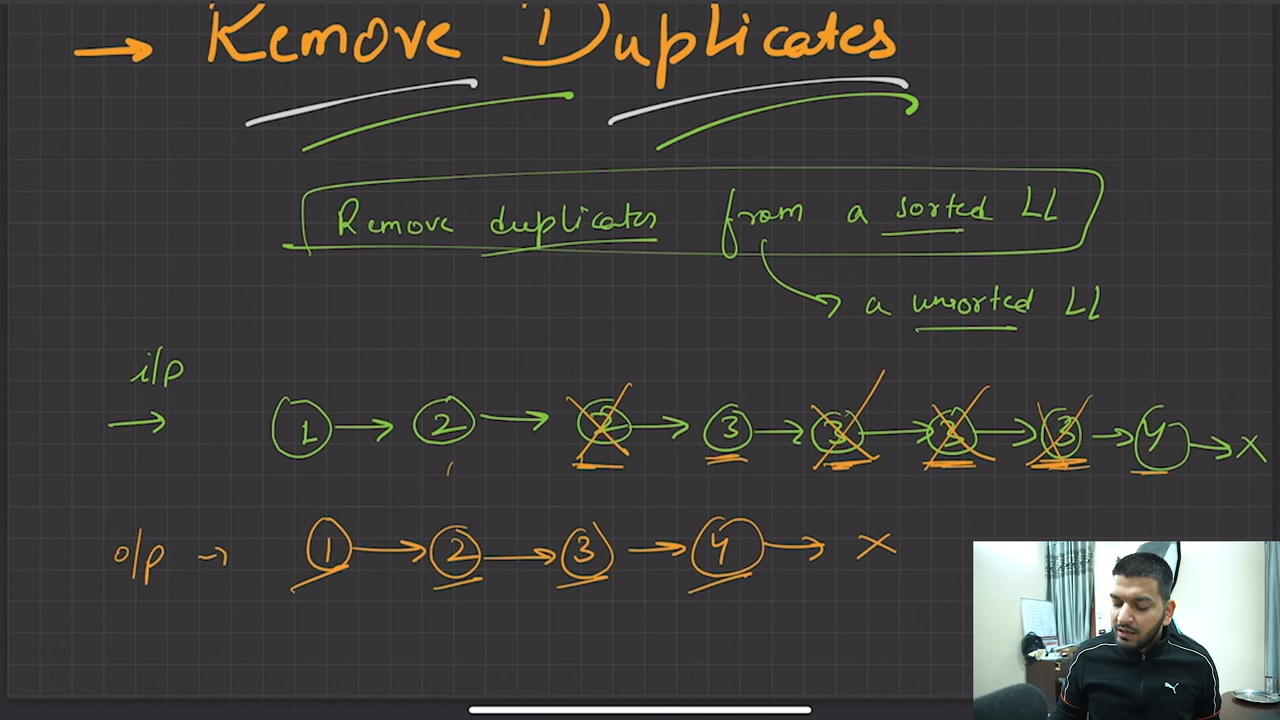 → Remove Duplicates
Remove duplicates from a sorted LL
→ a unsorted LL
i/p
→ 1 → 2 → 2 → 3 → 3 → 3 → 3 → 4 → X
o/p → 1 → 2 → 3 → 4 → X